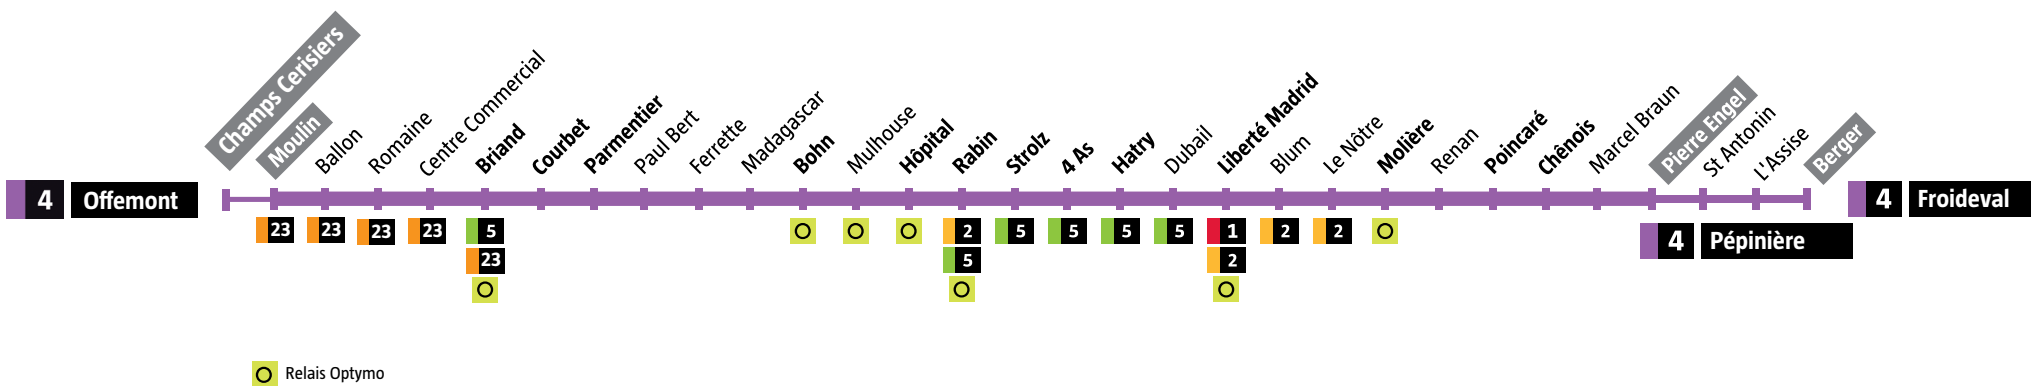 Champs Cerisiers
Moulin
Ballon
Romaine
Centre Commercial
Briand
Courbet
Parmentier
Paul Bert
Ferrette
Madagascar
Bohn
Mulhouse
Hôpital
Rabin
Strolz
4 As
Hatry
Dubail
Liberté Madrid
Blum
Le Nôtre
Molière
Renan
Poincaré
Chênois
Marcel Braun
Pierre Engel
St Antonin
L'Assise
Berger
4 Offemont
4 Froideval
23 23 23 23 5 2 5 5 5 5 1 2 2
4 Pépinière
23 5 2
Relais Optymo